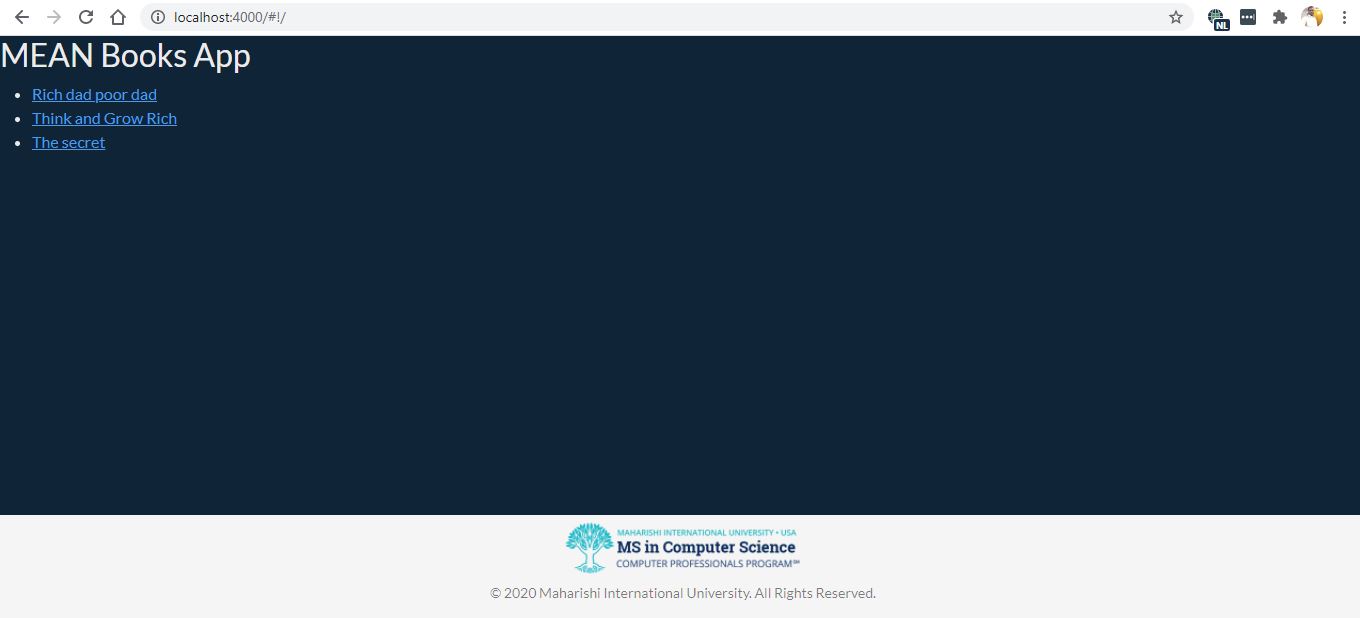 localhost:4000/#!/
NL
MEAN Books App
Rich dad poor dad
Think and Grow Rich
The secret
MAHARISHI INTERNATIONAL UNIVERSITY • USA
MS in Computer Science
COMPUTER PROFESSIONALS PROGRAM℠
© 2020 Maharishi International University. All Rights Reserved.